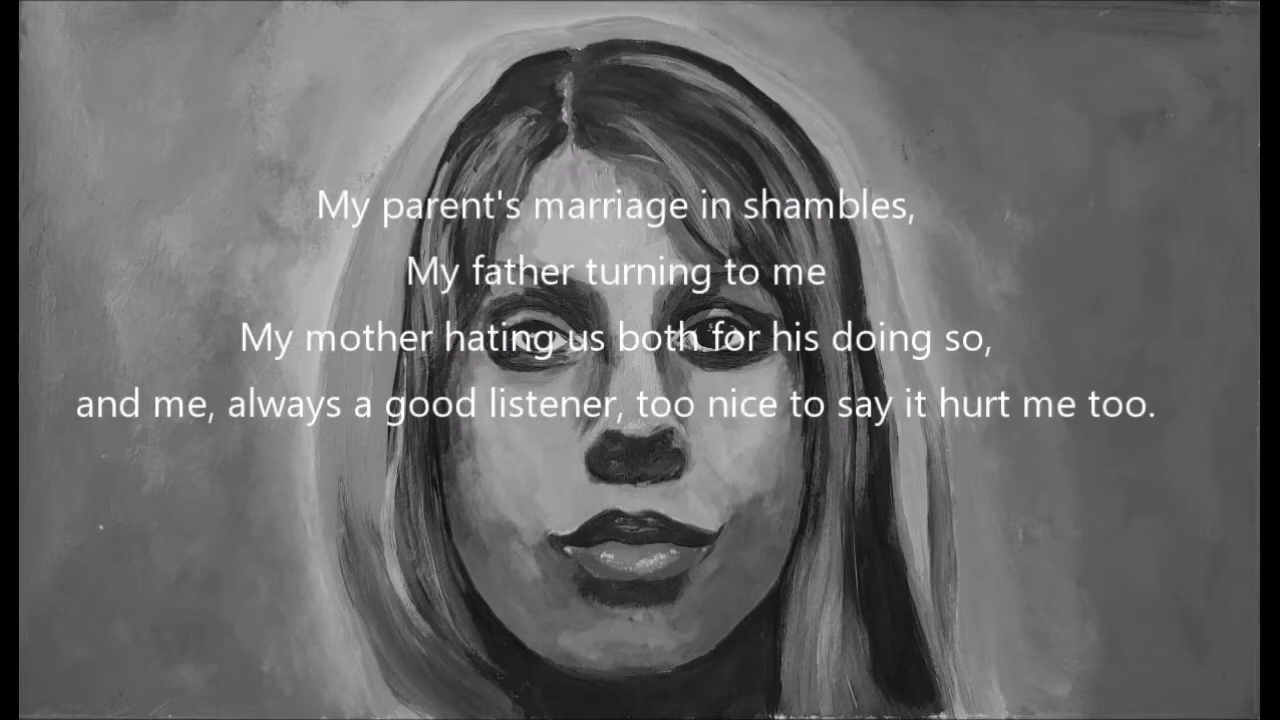 My parent's marriage in shambles,
My father turning to me
My mother hating us both for his doing so,
and me, always a good listener, too nice to say it hurt me too.